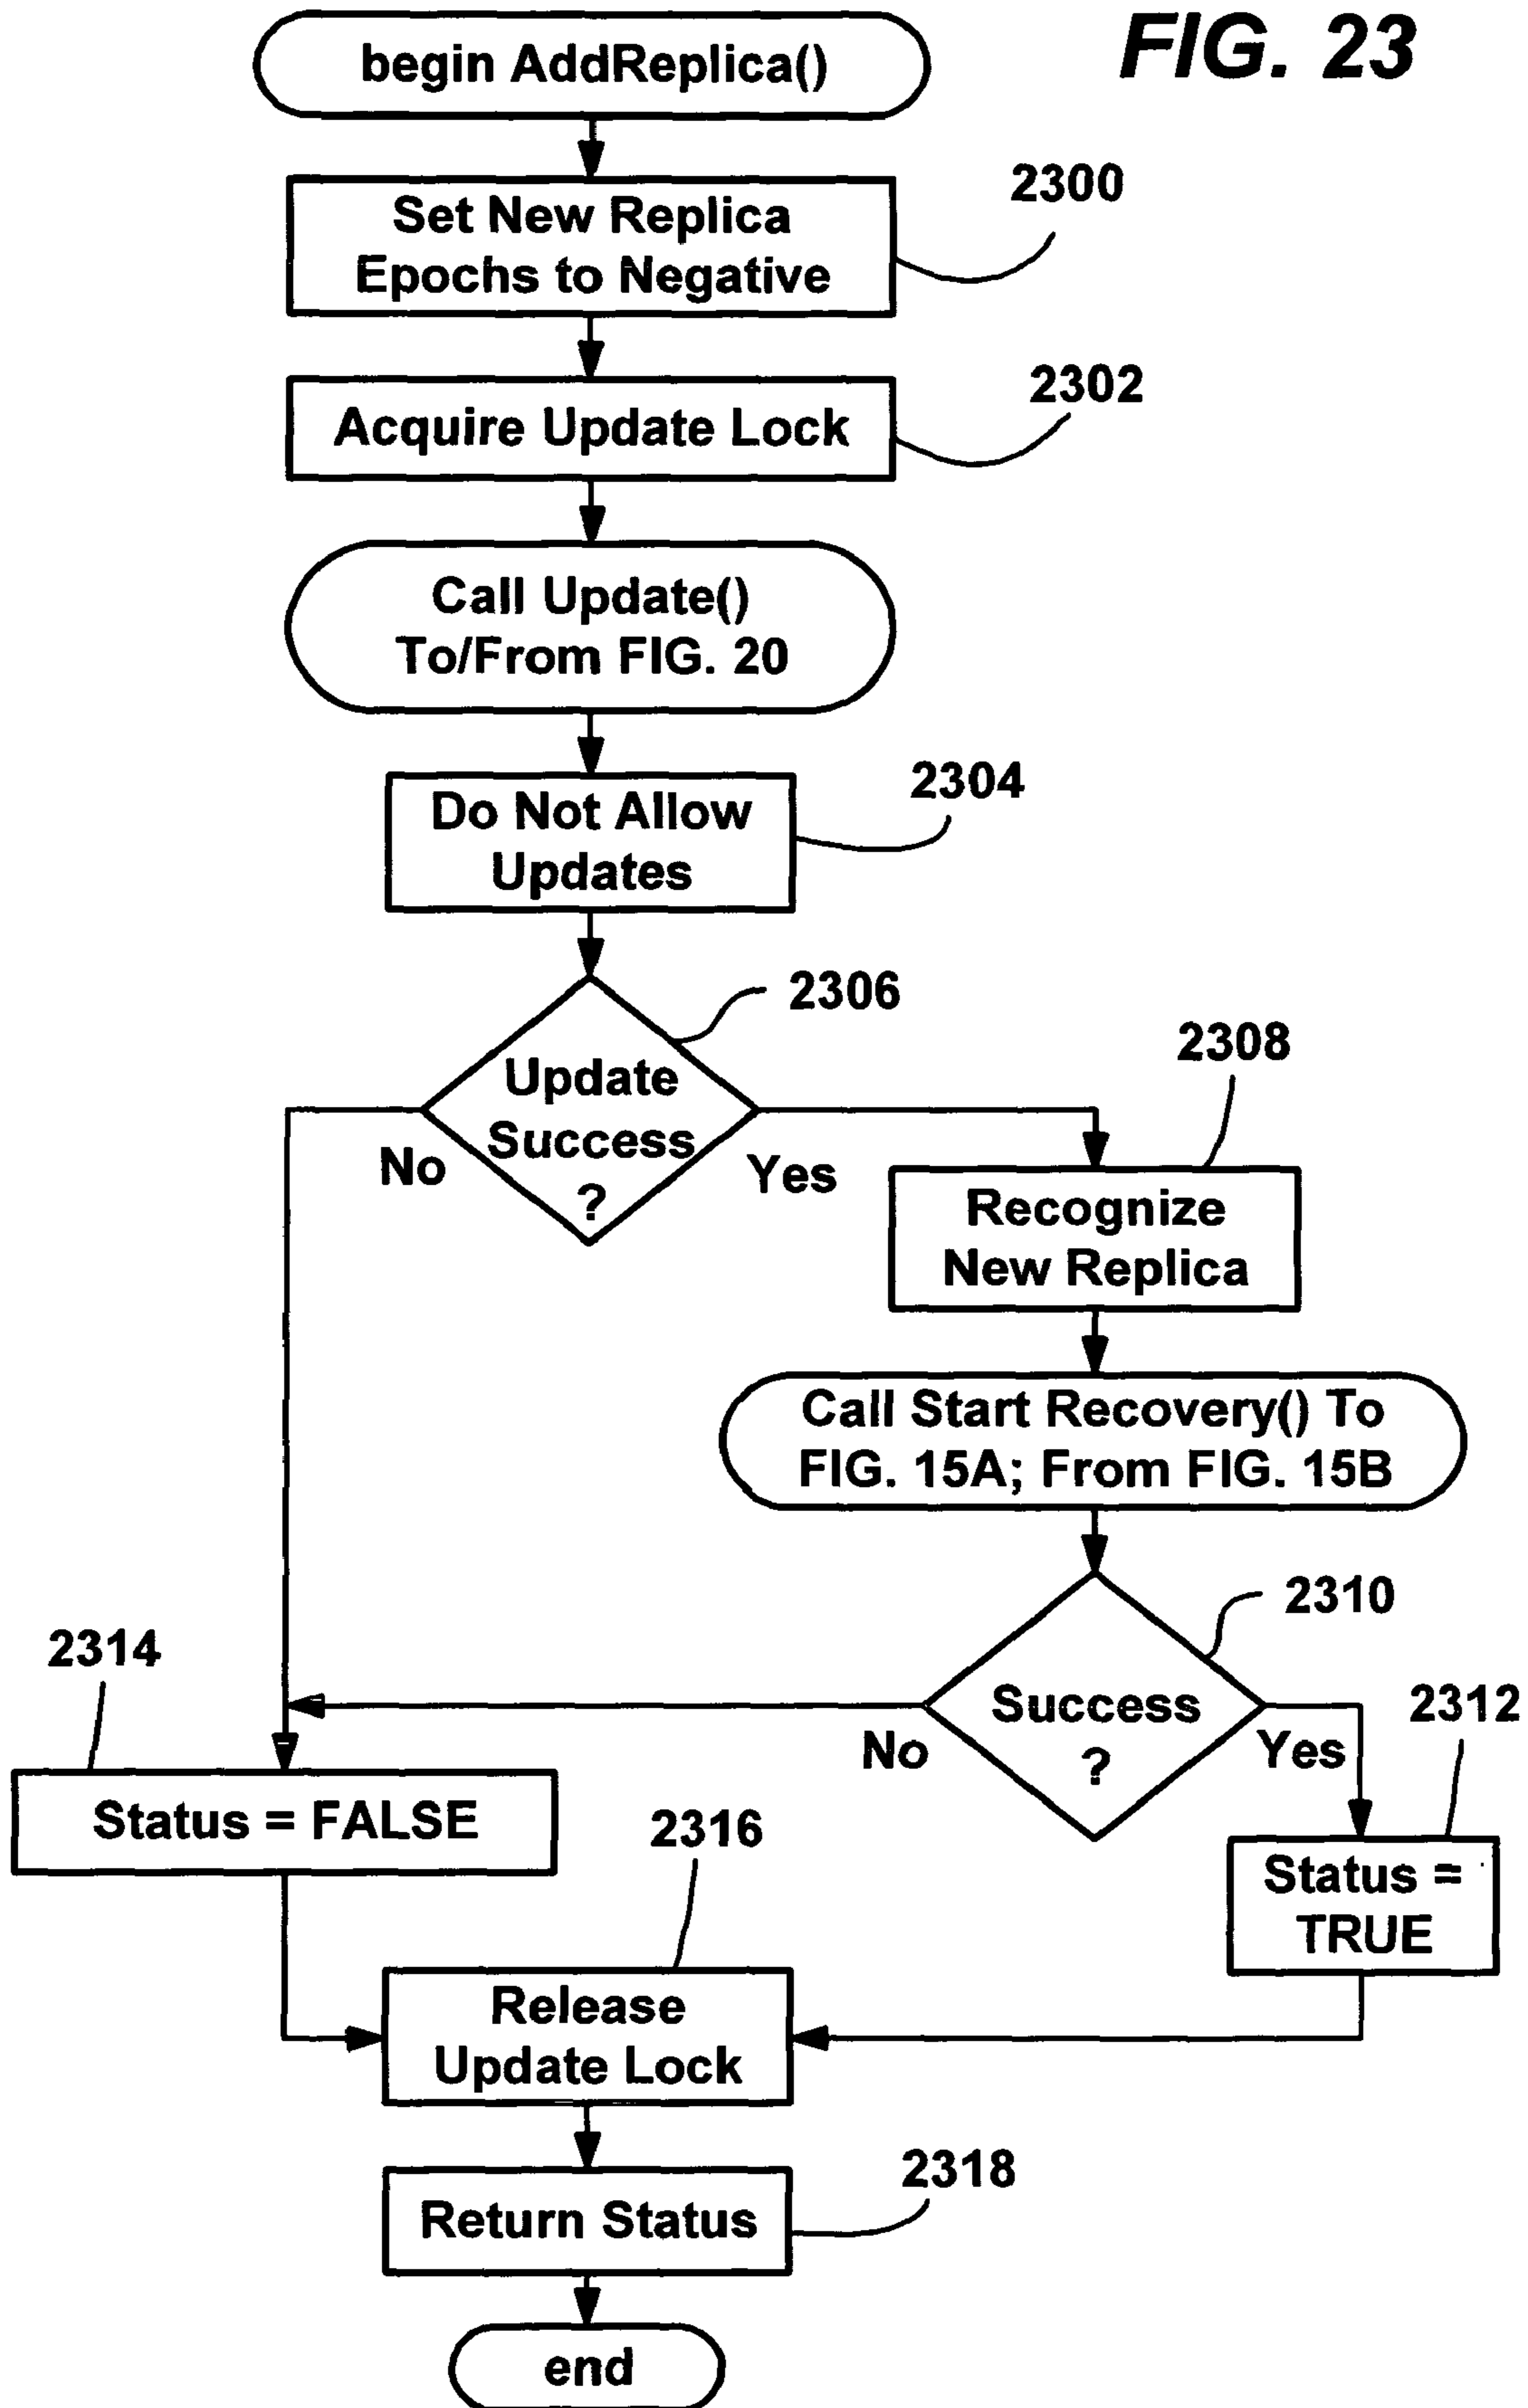 FIG. 23
begin AddReplica()
2300
Set New Replica
Epochs to Negative
2302
Acquire Update Lock
Call Update()
To/From FIG. 20
2304
Do Not Allow
Updates
2306
Update
Success
?
No
Yes
2308
Recognize
New Replica
Call Start Recovery() To
FIG. 15A; From FIG. 15B
2310
Success
?
No
Yes
2312
Status =
TRUE
2314
Status = FALSE
2316
Release
Update Lock
2318
Return Status
end